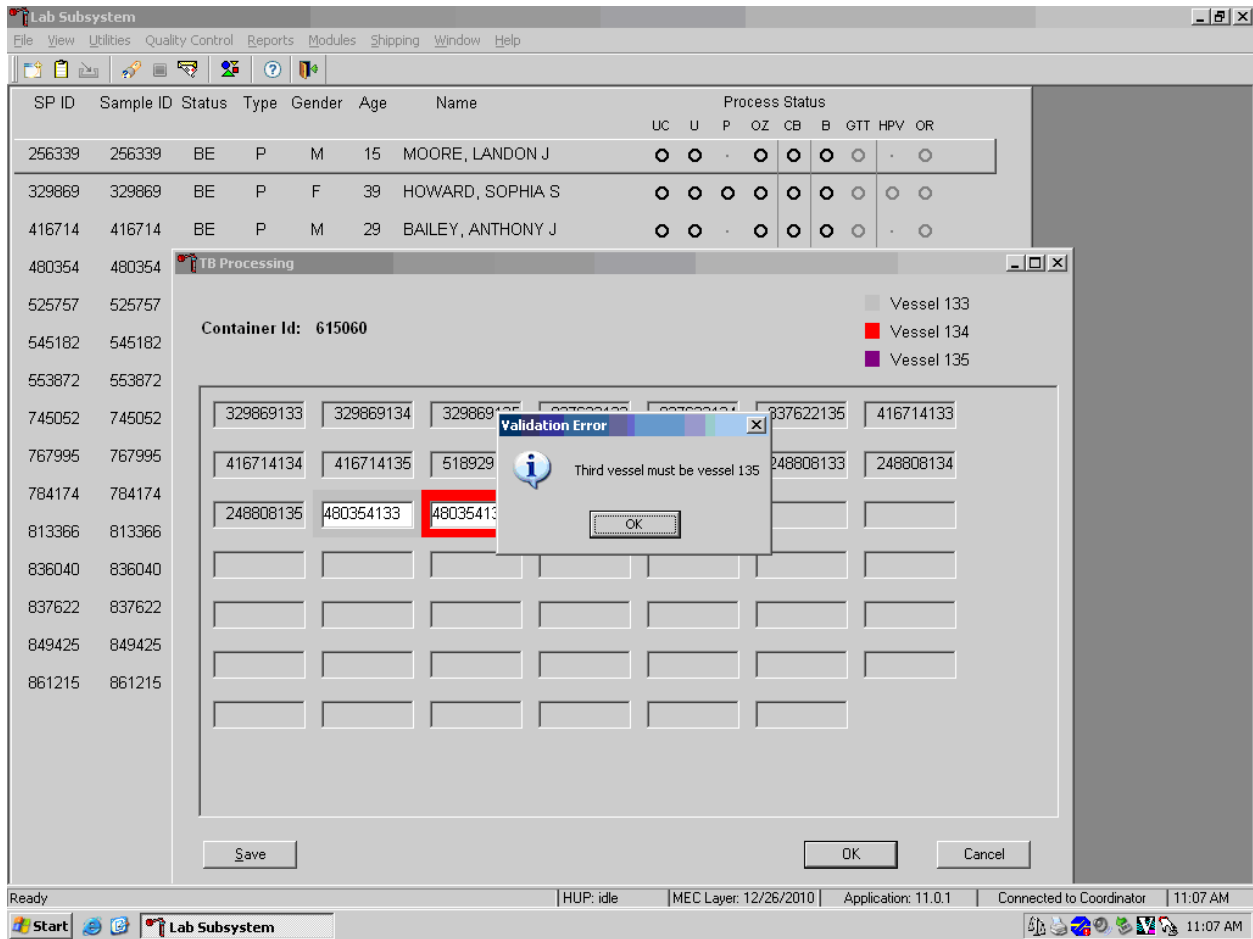 Lab Subsystem
File View Utilities Quality Control Reports Modules Shipping Window Help
SP ID Sample ID Status Type Gender Age Name Process Status
UC U P OZ CB B GTT HPV OR
256339 256339 BE P M 15 MOORE, LANDON J
329869 329869 BE P F 39 HOWARD, SOPHIA S
416714 416714 BE P M 29 BAILEY, ANTHONY J
480354 480354
525757 525757
545182 545182
553872 553872
745052 745052
767995 767995
784174 784174
813366 813366
836040 836040
837622 837622
849425 849425
861215 861215
TB Processing
Container Id: 615060
Vessel 133
Vessel 134
Vessel 135
329869133 329869134 837622135 416714133
416714134 416714135 518929 248808133 248808134
248808135 480354133
Validation Error
Third vessel must be vessel 135
OK
Save OK Cancel
Ready HUP: idle MEC Layer: 12/26/2010 Application: 11.0.1 Connected to Coordinator 11:07 AM
Start Lab Subsystem 11:07 AM